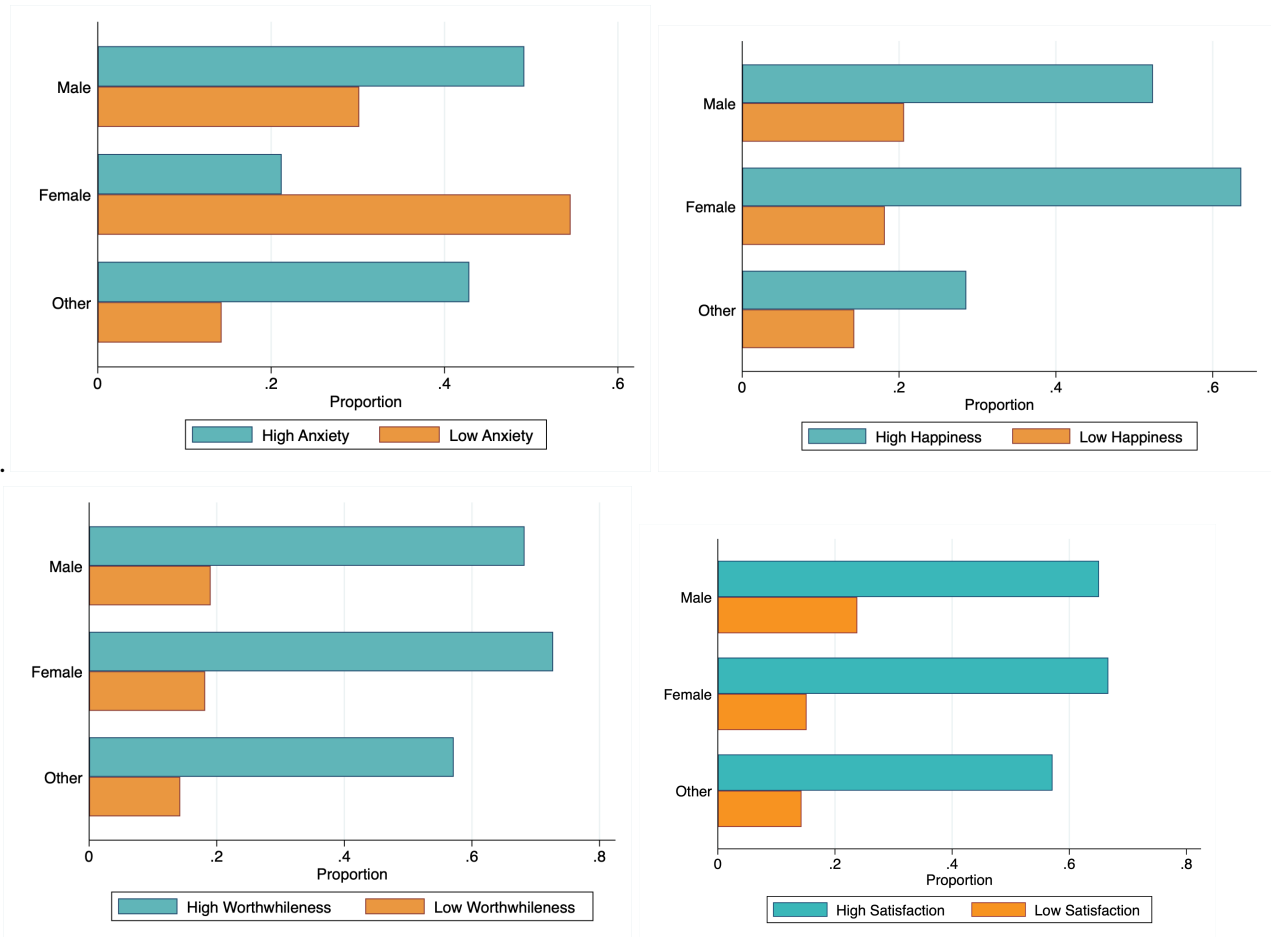 Male
Female
Other
0 .2 .4 .6
Proportion
High Anxiety Low Anxiety
Male
Female
Other
0 .2 .4 .6
Proportion
High Happiness Low Happiness
.
Male
Female
Other
0 .2 .4 .6 .8
Proportion
High Worthwhileness Low Worthwhileness
Male
Female
Other
0 .2 .4 .6 .8
Proportion
High Satisfaction Low Satisfaction